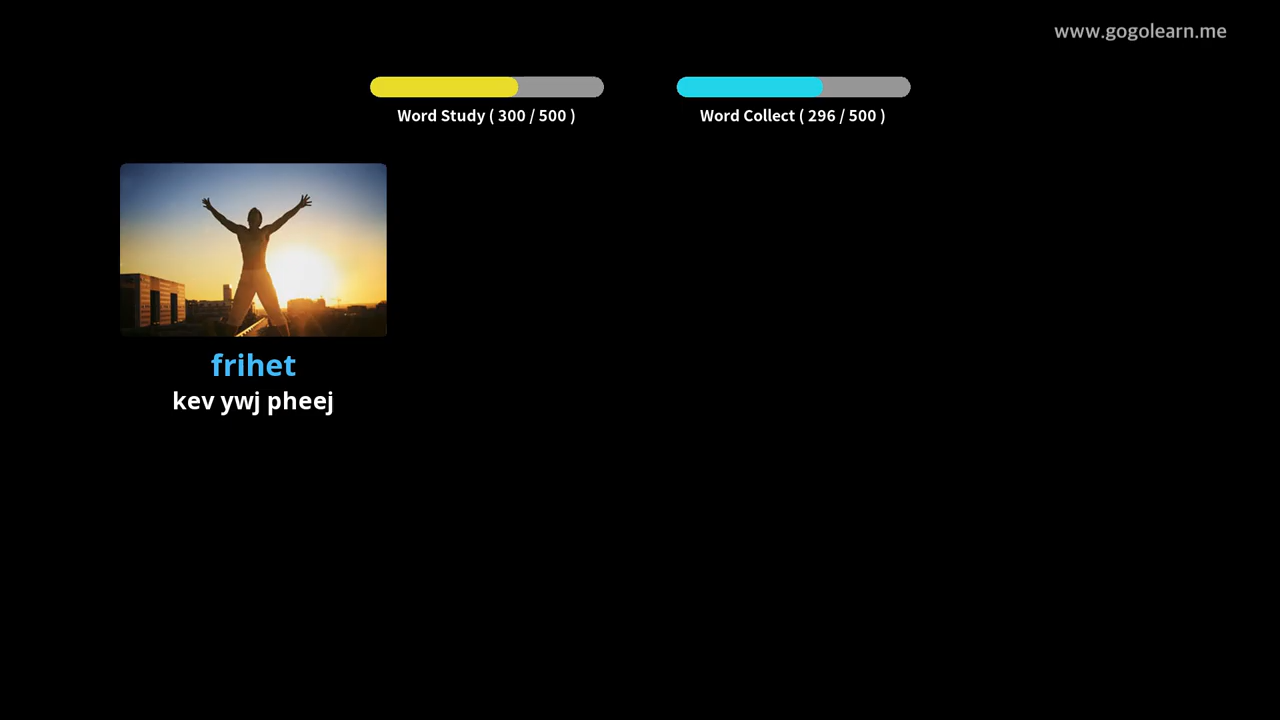 www.gogolearn.me
Word Study ( 300 / 500 )
Word Collect ( 296 / 500 )
frihet
kev ywj pheej